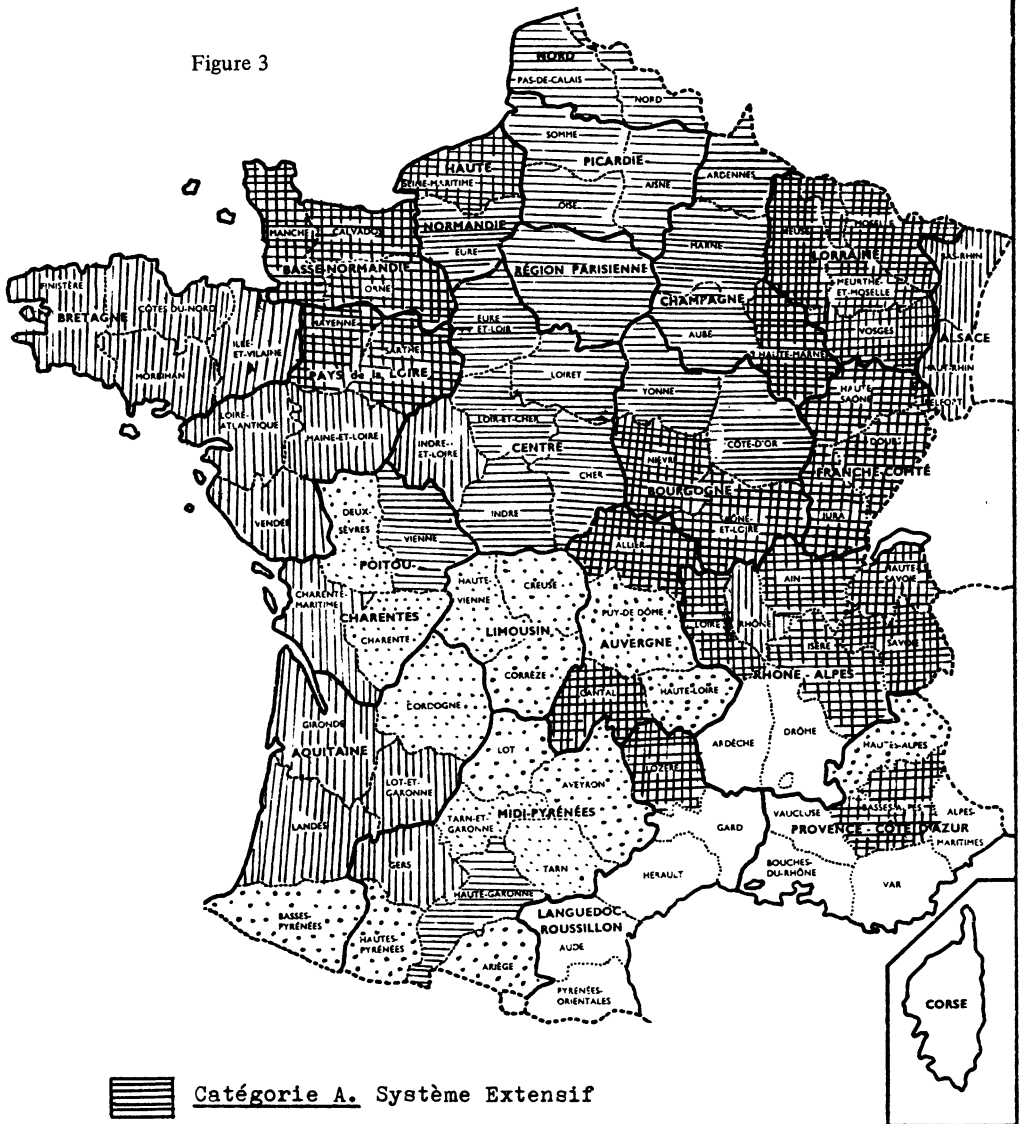 Figure 3
NORD
PAS-DE-CALAIS
NORD
SOMME
PICARDIE
AISNE
OISE
ARDENNES
HAUTE
SEINE-MARITIME
NORMANDIE
EURE
MANCHE
CALVADOS
BASSE-NORMANDIE
ORNE
RÉGION PARISIENNE
MARNE
CHAMPAGNE
AUBE
HAUTE-MARNE
MEUSE
MOSELLE
LORRAINE
MEURTHE-
ET-MOSELLE
VOSGES
BAS-RHIN
ALSACE
HAUT-RHIN
BELFORT
FINISTÈRE
BRETAGNE
CÔTES-DU-NORD
MORBIHAN
ILLE-
ET-VILAINE
MAYENNE
SARTHE
PAYS de la LOIRE
LOIRE-
ATLANTIQUE
MAINE-ET-LOIRE
VENDÉE
EURE
ET-LOIR
LOIRET
LOIR-ET-CHER
CENTRE
INDRE-
ET-LOIRE
CHER
INDRE
YONNE
CÔTE-D'OR
NIÈVRE
BOURGOGNE
SAÔNE-
ET-LOIRE
HAUTE
SAÔNE
DOUBS
FRANCHE-COMTÉ
JURA
DEUX-
SÈVRES
VIENNE
POITOU-
CHARENTE-
MARITIME
CHARENTES
CHARENTE
HAUTE-
VIENNE
CREUSE
LIMOUSIN
CORRÈZE
ALLIER
PUY-DE DÔME
AUVERGNE
CANTAL
HAUTE-LOIRE
LOIRE
RHÔNE
AIN
HAUTE-
SAVOIE
ISÈRE
SAVOIE
RHÔNE - ALPES
ARDÈCHE
DRÔME
GIRONDE
AQUITAINE
DORDOGNE
LOT-ET-
GARONNE
LANDES
BASSES-
PYRÉNÉES
LOT
AVEYRON
TARN-ET-
GARONNE
MIDI-PYRÉNÉES
TARN
GERS
HAUTE-GARONNE
HAUTES-
PYRÉNÉES
ARIÈGE
LOZÈRE
GARD
HÉRAULT
LANGUEDOC
ROUSSILLON
AUDE
PYRÉNÉES-
ORIENTALES
HAUTES-ALPES
BASSES-ALPES
VAUCLUSE
ALPES-
MARITIMES
PROVENCE-CÔTE D'AZUR
BOUCHES-
DU-RHÔNE
VAR
CORSE
Catégorie A. Système Extensif